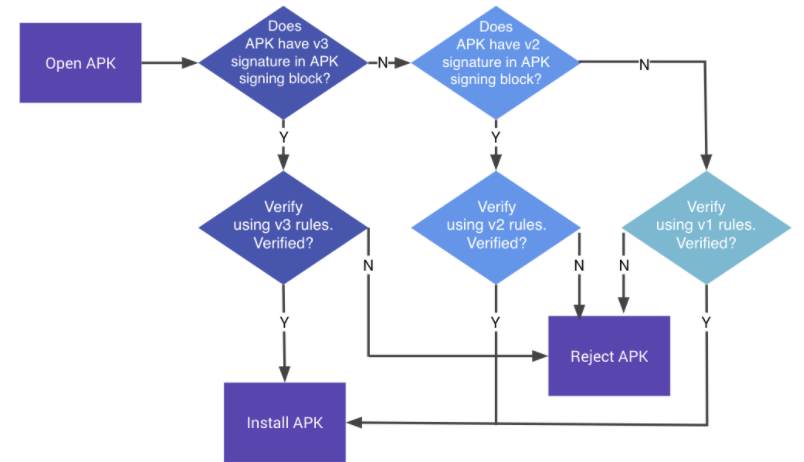 Open APK
Does
APK have v3
signature in APK
signing block?
N
Does
APK have v2
signature in APK
signing block?
N
Y
Y
Verify
using v3 rules.
Verified?
Verify
using v2 rules.
Verified?
Verify
using v1 rules.
Verified?
N
N
N
Y
Y
Y
Reject APK
Install APK